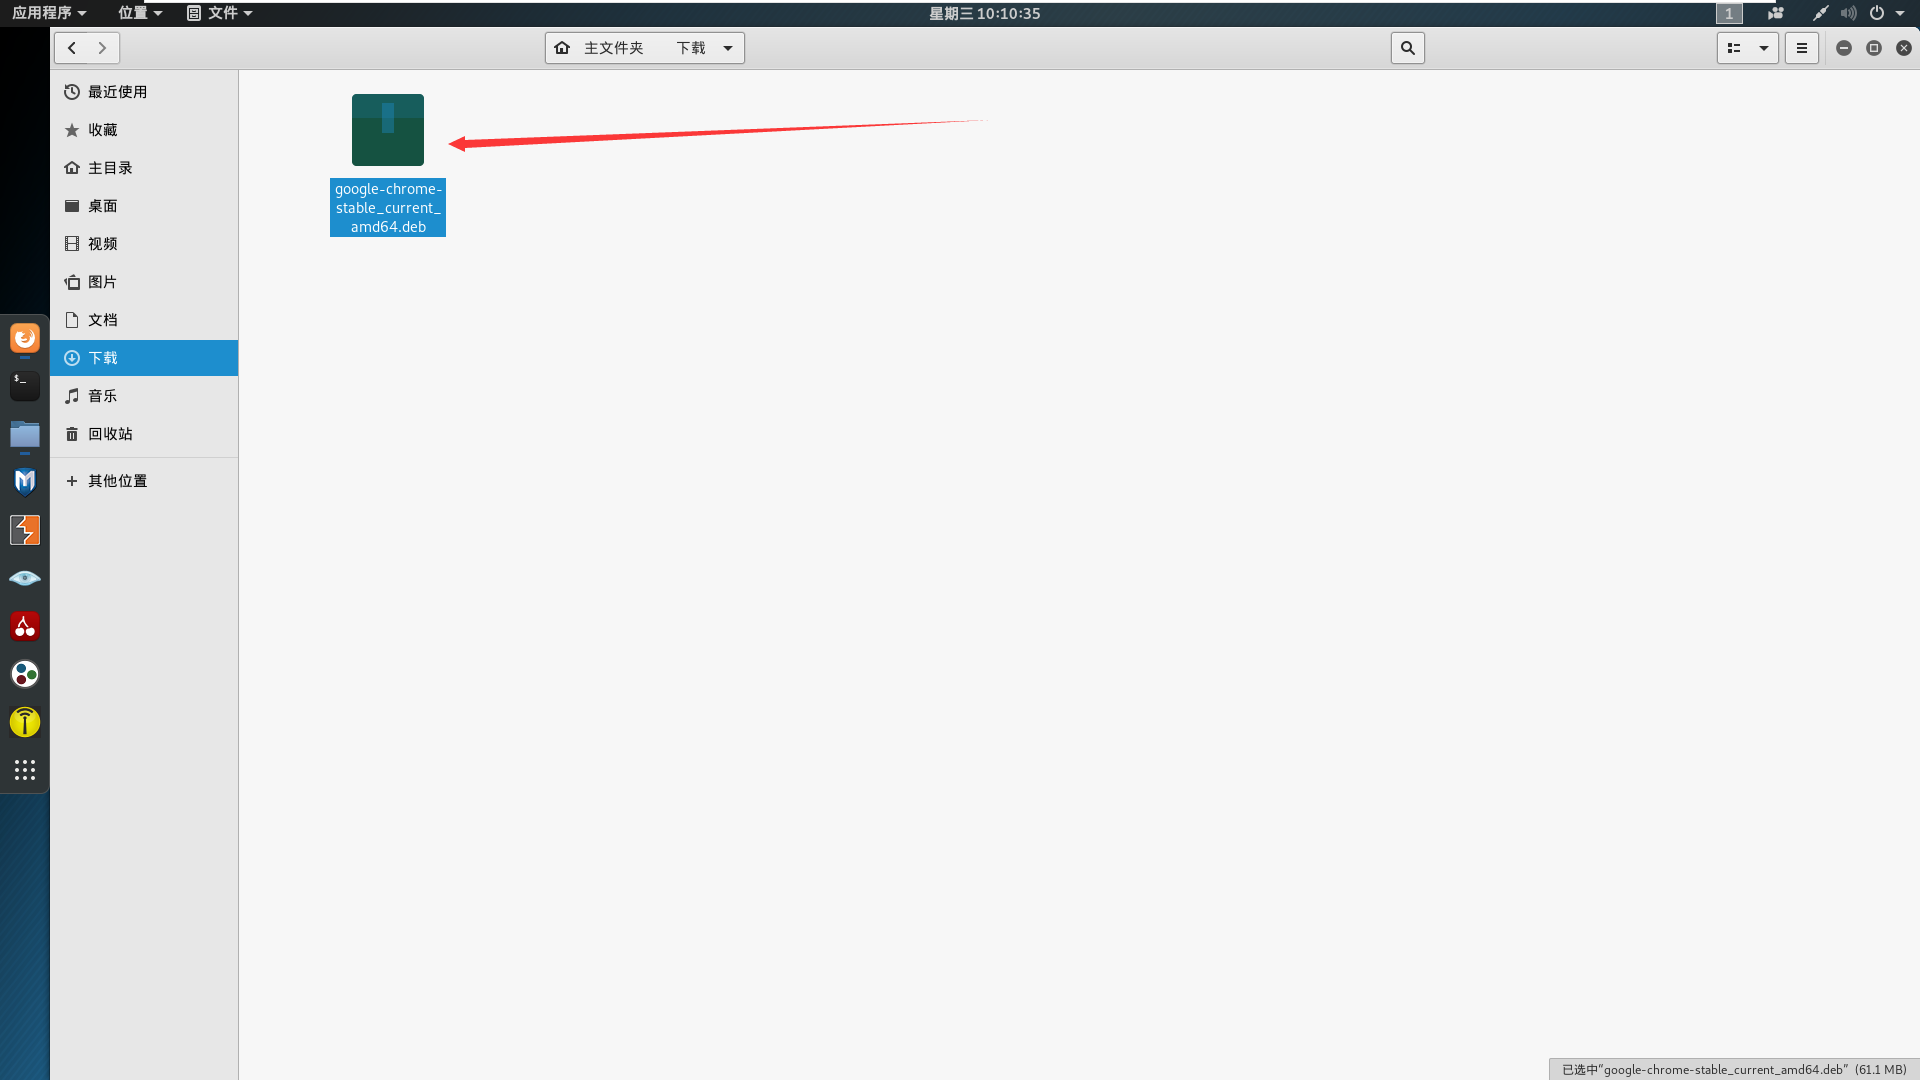 应用程序 位置 文件 星期三 10:10:35 1
主文件夹 下载
最近使用
收藏
主目录
桌面
视频
图片
文档
下载
音乐
回收站
其他位置
google-chrome-
stable_current_
amd64.deb
$_
已选中“google-chrome-stable_current_amd64.deb” (61.1 MB)